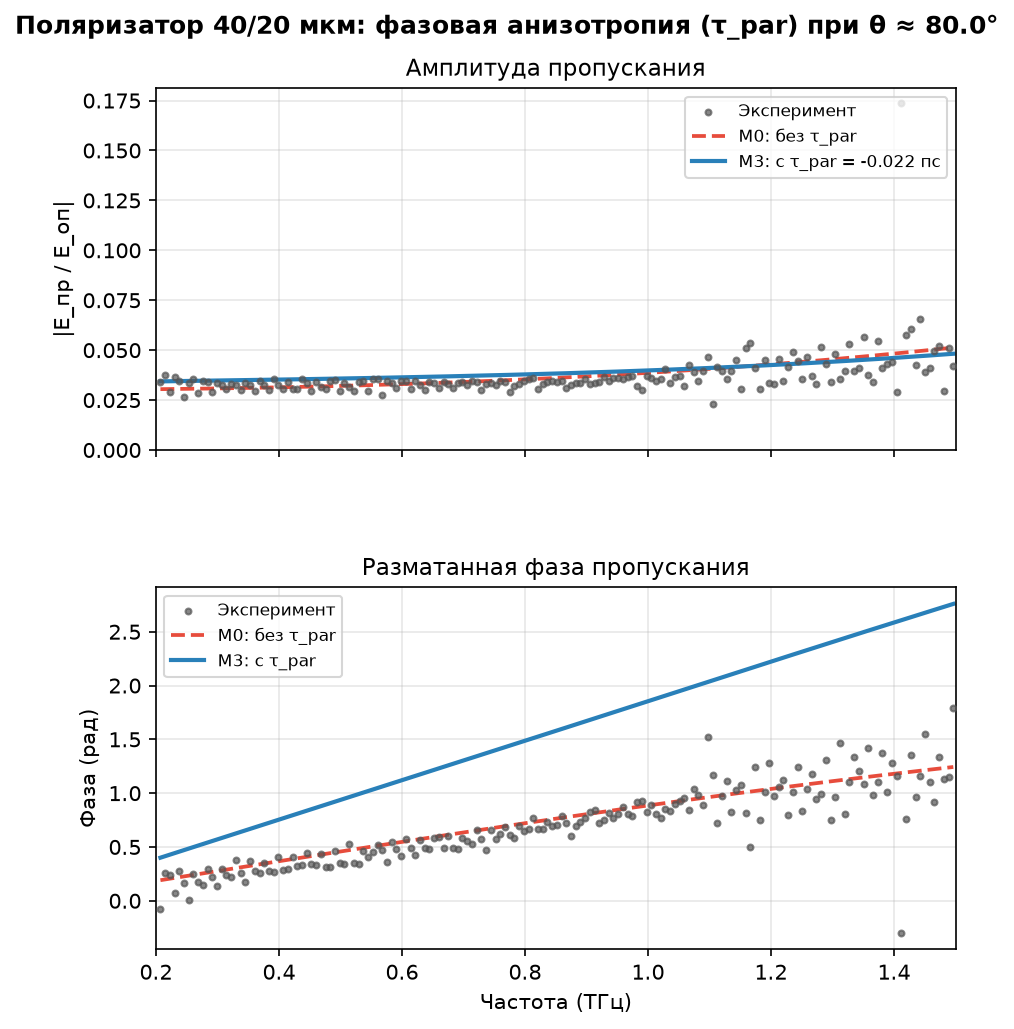 Поляризатор 40/20 мкм: фазовая анизотропия (τ_par) при θ ≈ 80.0°
Амплитуда пропускания
|E_пр / E_оп|
0.175
0.150
0.125
0.100
0.075
0.050
0.025
0.000
Эксперимент
M0: без τ_par
M3: с τ_par = -0.022 пс
Разматанная фаза пропускания
Фаза (рад)
2.5
2.0
1.5
1.0
0.5
0.0
Эксперимент
M0: без τ_par
M3: с τ_par
0.2
0.4
0.6
0.8
1.0
1.2
1.4
Частота (ТГц)